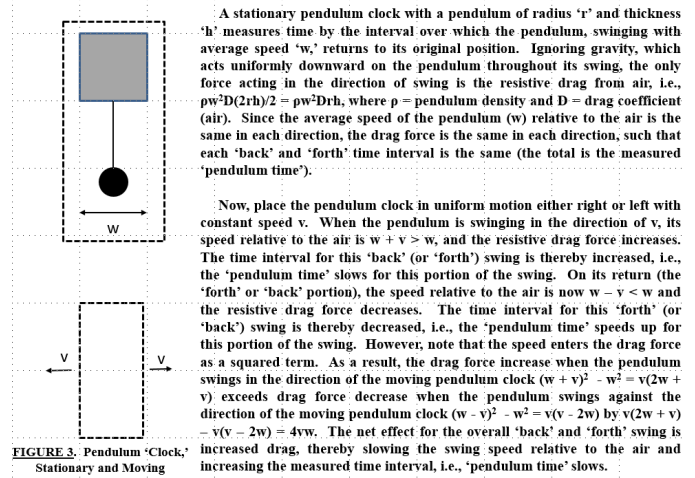 A stationary pendulum clock with a pendulum of radius ‘r’ and thickness
‘h’ measures time by the interval over which the pendulum, swinging with
average speed ‘w,’ returns to its original position. Ignoring gravity, which
acts uniformly downward on the pendulum throughout its swing, the only
force acting in the direction of swing is the resistive drag from air, i.e.,
ρw²D(2rh)/2 = ρw²Drh, where ρ = pendulum density and D = drag coefficient
(air). Since the average speed of the pendulum (w) relative to the air is the
same in each direction, the drag force is the same in each direction, such that
each ‘back’ and ‘forth’ time interval is the same (the total is the measured
‘pendulum time’).
w
Now, place the pendulum clock in uniform motion either right or left with
constant speed v. When the pendulum is swinging in the direction of v, its
speed relative to the air is w + v > w, and the resistive drag force increases.
The time interval for this ‘back’ (or ‘forth’) swing is thereby increased, i.e.,
the ‘pendulum time’ slows for this portion of the swing. On its return (the
‘forth’ or ‘back’ portion), the speed relative to the air is now w – v < w and
the resistive drag force decreases. The time interval for this ‘forth’ (or
‘back’) swing is thereby decreased, i.e., the ‘pendulum time’ speeds up for
this portion of the swing. However, note that the speed enters the drag force
as a squared term. As a result, the drag force increase when the pendulum
swings in the direction of the moving pendulum clock (w + v)² - w² = v(2w +
v) exceeds drag force decrease when the pendulum swings against the
direction of the moving pendulum clock (w - v)² - w² = v(v - 2w) by v(2w + v)
– v(v – 2w) = 4vw. The net effect for the overall ‘back’ and ‘forth’ swing is
increased drag, thereby slowing the swing speed relative to the air and
increasing the measured time interval, i.e., ‘pendulum time’ slows.
v
v
FIGURE 3. Pendulum ‘Clock,’
Stationary and Moving